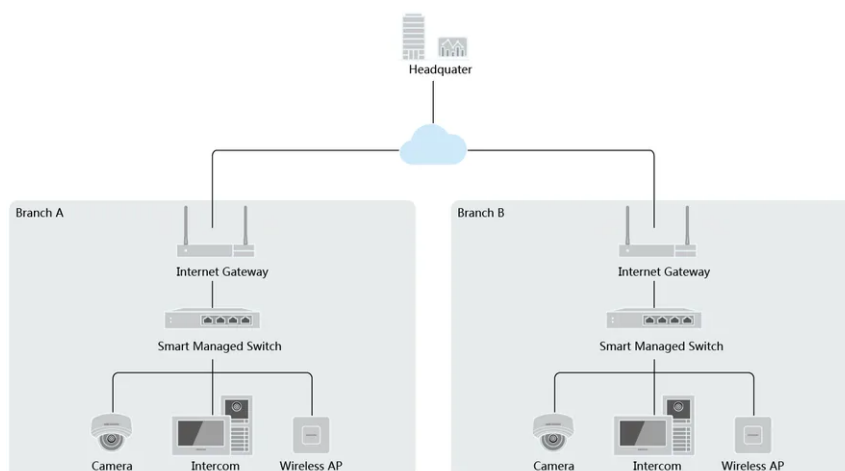 Headquater
Branch A
Branch B
Internet Gateway
Internet Gateway
Smart Managed Switch
Smart Managed Switch
Camera
Intercom
Wireless AP
Camera
Intercom
Wireless AP